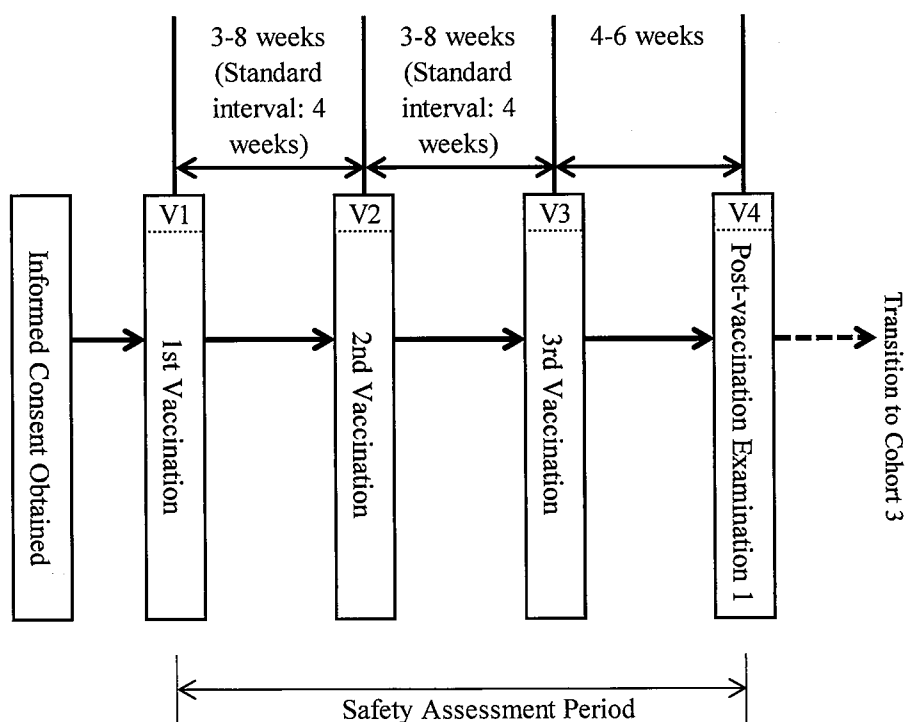 3-8 weeks
(Standard
interval: 4
weeks)
3-8 weeks
(Standard
interval: 4
weeks)
4-6 weeks
Informed Consent Obtained
V1
1st Vaccination
V2
2nd Vaccination
V3
3rd Vaccination
V4
Post-vaccination Examination 1
Transition to Cohort 3
Safety Assessment Period